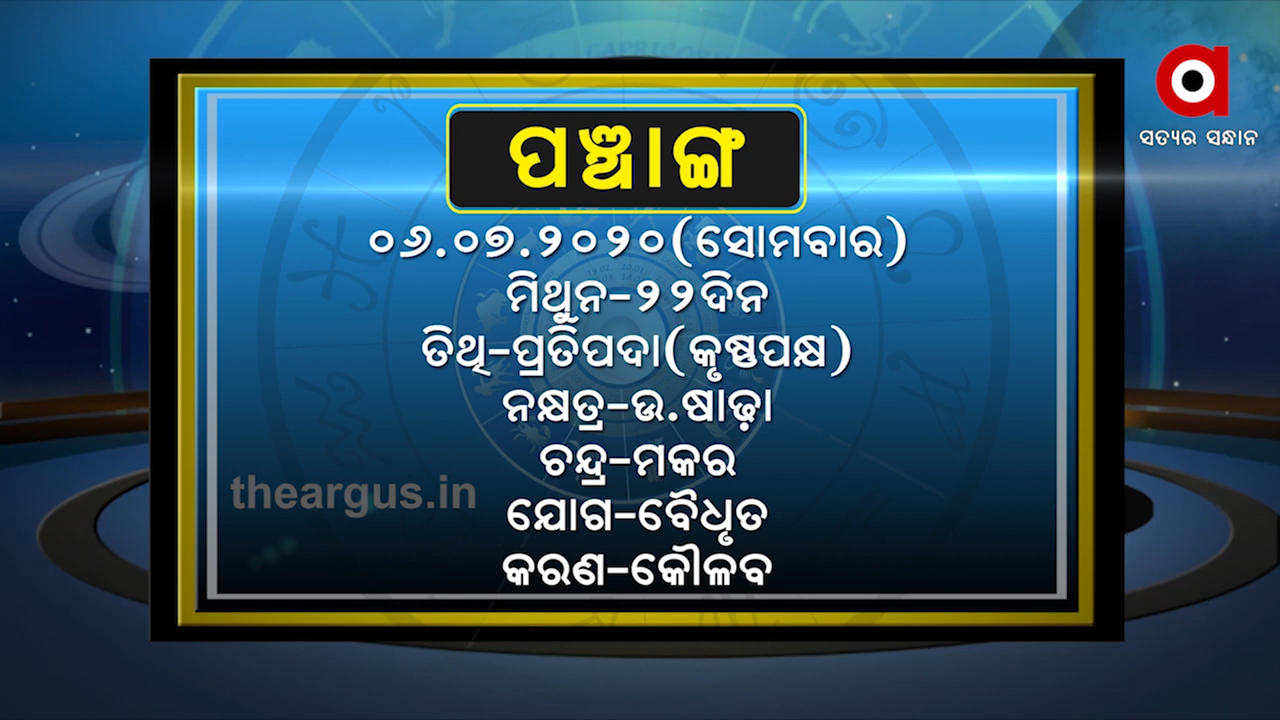 ପଞ୍ଚାଙ୍ଗ
ସତ୍ୟର ସନ୍ଧାନ
୦୬.୦୭.୨୦୨୦(ସୋମବାର)
ମିଥୁନ-୨୨ଦିନ
ତିଥି-ପ୍ରତିପଦା(କୃଷ୍ଣପକ୍ଷ)
ନକ୍ଷତ୍ର-ଉ.ଷାଢ଼ା
ଚନ୍ଦ୍ର-ମକର
theargus.in
ଯୋଗ-ବୈଧୃତ
କରଣ-କୌଳବ